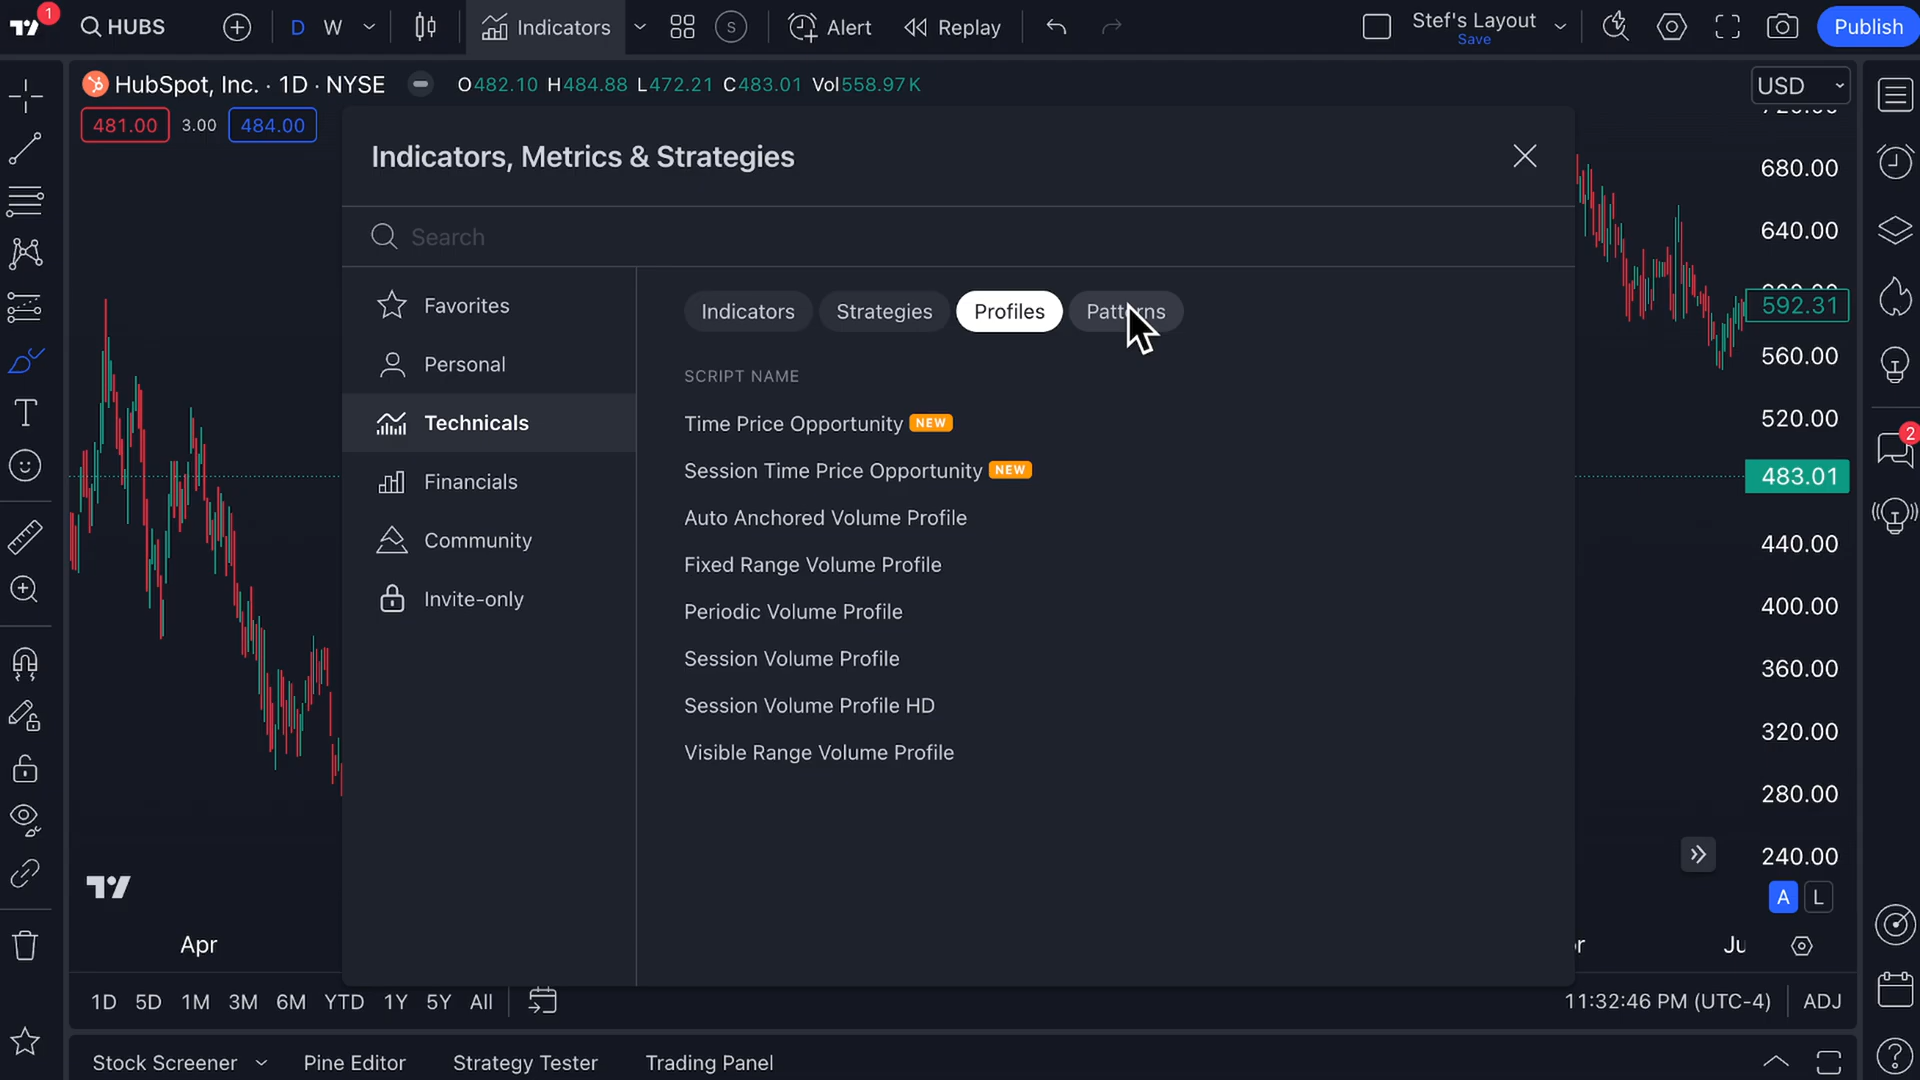 1
HUBS
D
W
Indicators
S
Alert
Replay
Stef's Layout
Save
Publish
HubSpot, Inc. · 1D · NYSE
O482.10 H484.88 L472.21 C483.01 Vol558.97K
USD
481.00
3.00
484.00
Indicators, Metrics & Strategies
Search
Favorites
Personal
Technicals
Financials
Community
Invite-only
Indicators
Strategies
Profiles
Patterns
SCRIPT NAME
Time Price Opportunity NEW
Session Time Price Opportunity NEW
Auto Anchored Volume Profile
Fixed Range Volume Profile
Periodic Volume Profile
Session Volume Profile
Session Volume Profile HD
Visible Range Volume Profile
680.00
640.00
592.31
560.00
520.00
483.01
440.00
400.00
360.00
320.00
280.00
240.00
2
A
L
Apr
Ju
1D 5D 1M 3M 6M YTD 1Y 5Y All
11:32:46 PM (UTC-4)
ADJ
Stock Screener
Pine Editor
Strategy Tester
Trading Panel